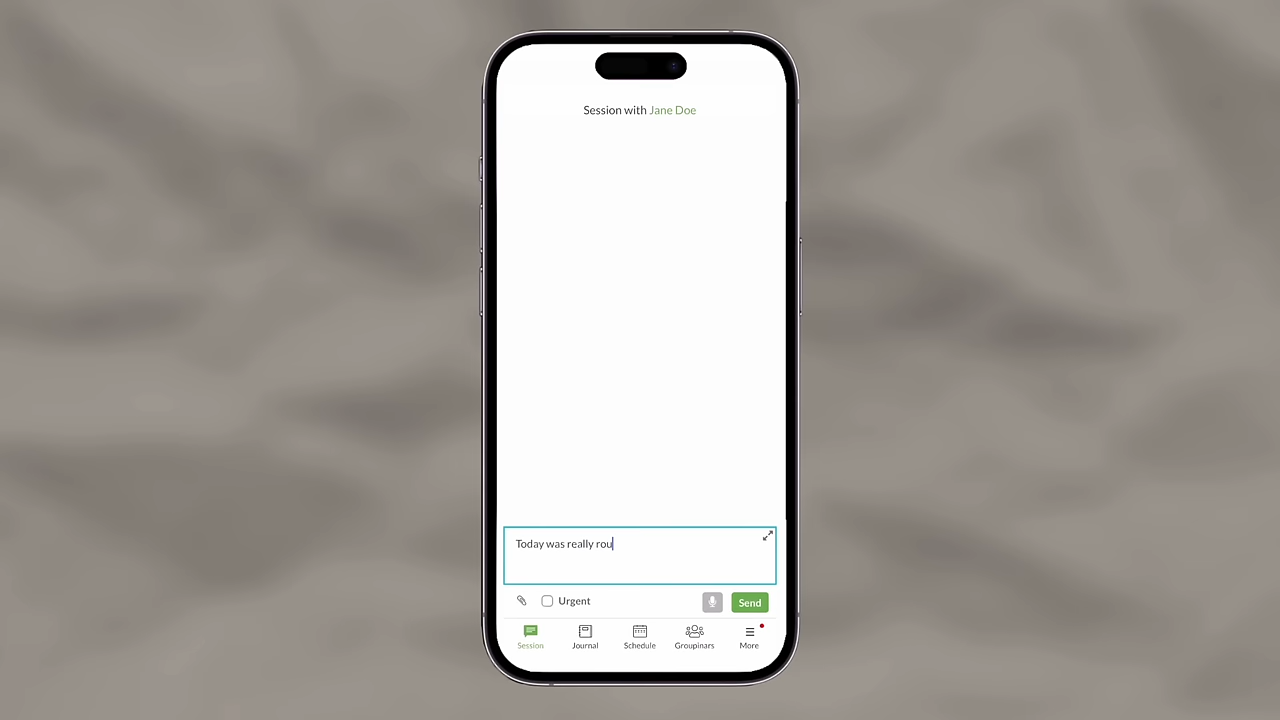 Session with Jane Doe
Today was really rou
Urgent
Send
Session
Journal
Schedule
Groupinars
More